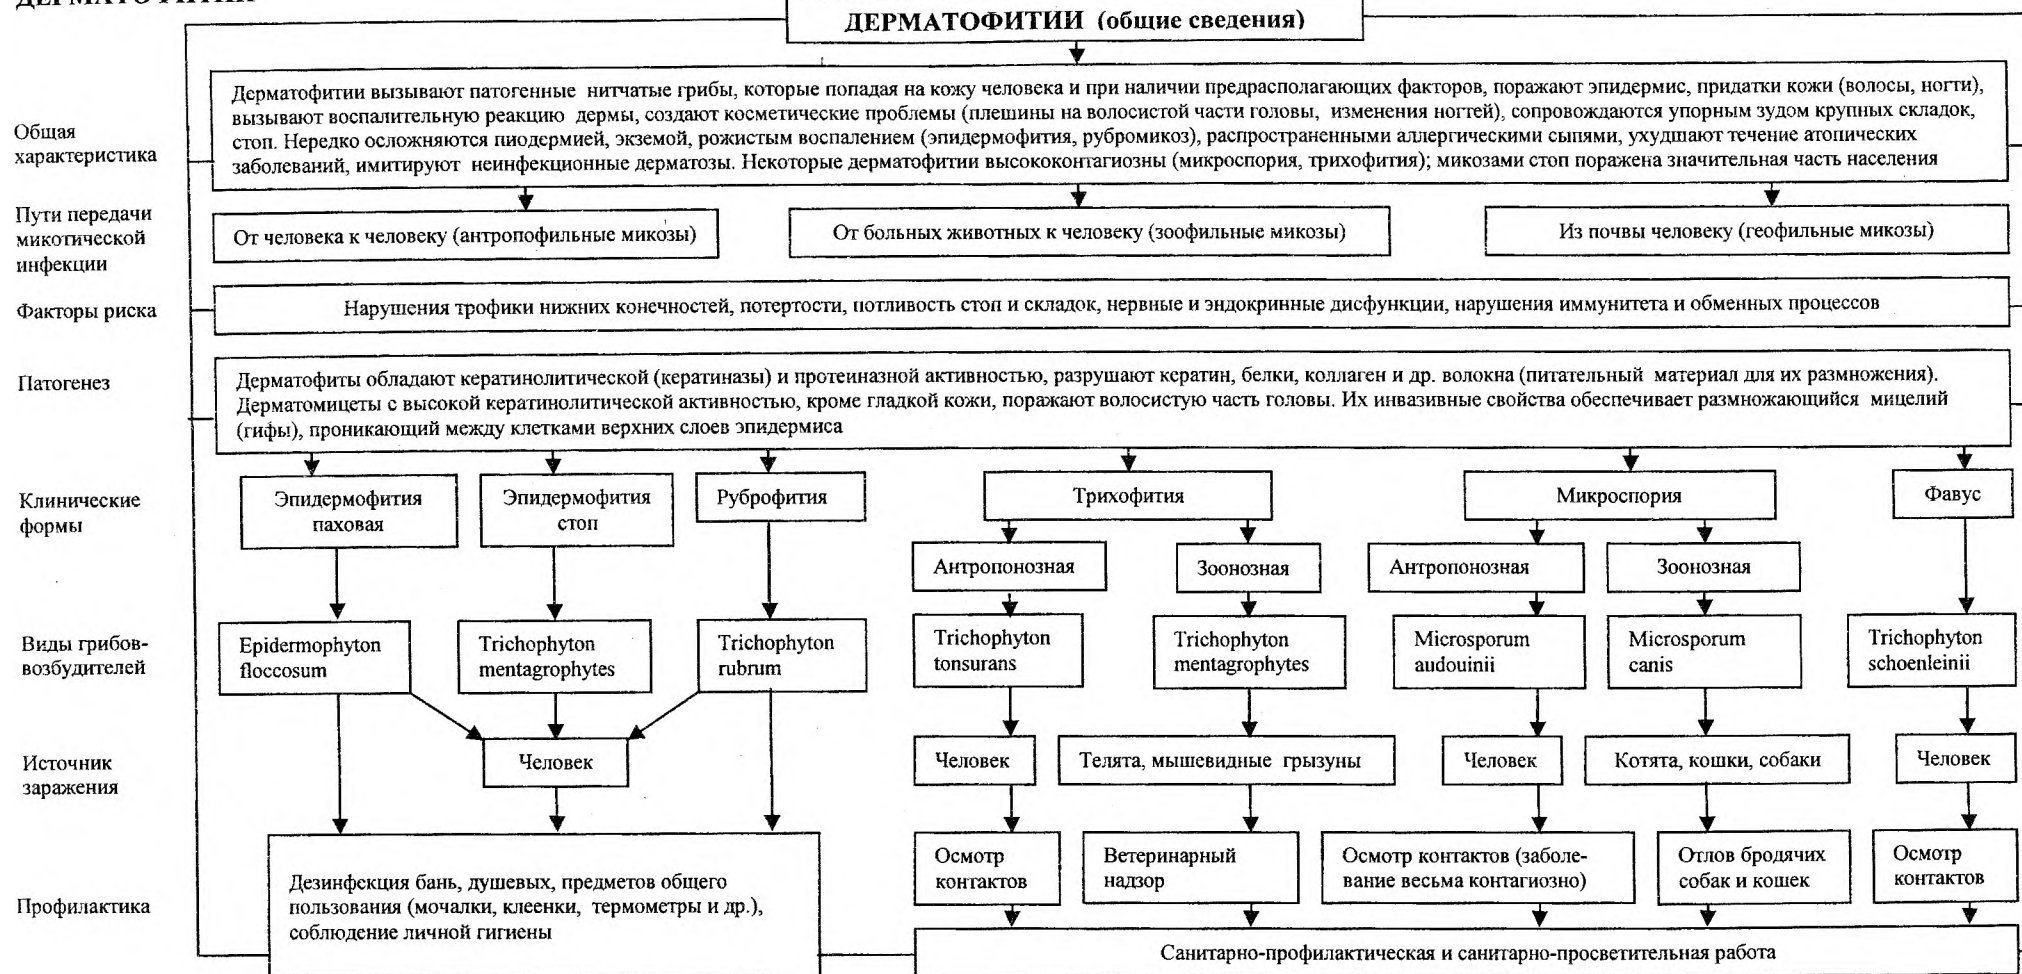 ДЕРМАТОФИТИИ (общие сведения)
Общая
характеристика
Дерматофитии вызывают патогенные нитчатые грибы, которые попадая на кожу человека и при наличии предрасполагающих факторов, поражают эпидермис, придатки кожи (волосы, ногти),
вызывают воспалительную реакцию дермы, создают косметические проблемы (плешины на волосистой части головы, изменения ногтей), сопровождаются упорным зудом крупных складок,
стоп. Нередко осложняются пиодермией, экземой, рожистым воспалением (эпидермофития, рубромикоз), распространенными аллергическими сыпями, ухудшают течение атопических
заболеваний, имитируют неинфекционные дерматозы. Некоторые дерматофитии высококонтагиозны (микроспория, трихофития); микозами стоп поражена значительная часть населения
Пути передачи
микотической
инфекции
От человека к человеку (антропофильные микозы)
От больных животных к человеку (зоофильные микозы)
Из почвы человеку (геофильные микозы)
Факторы риска
Нарушения трофики нижних конечностей, потертости, потливость стоп и складок, нервные и эндокринные дисфункции, нарушения иммунитета и обменных процессов
Патогенез
Дерматофиты обладают кератинолитической (кератиназы) и протеиназной активностью, разрушают кератин, белки, коллаген и др. волокна (питательный материал для их размножения).
Дерматомицеты с высокой кератинолитической активностью, кроме гладкой кожи, поражают волосистую часть головы. Их инвазивные свойства обеспечивает размножающийся мицелий
(гифы), проникающий между клетками верхних слоев эпидермиса
Клинические
формы
Эпидермофития
паховая
Эпидермофития
стоп
Руброфития
Трихофития
Микроспория
Фавус
Антропонозная
Зоонозная
Антропонозная
Зоонозная
Виды грибов-
возбудителей
Epidermophyton
floccosum
Trichophyton
mentagrophytes
Trichophyton
rubrum
Trichophyton
tonsurans
Trichophyton
mentagrophytes
Microsporum
audouinii
Microsporum
canis
Trichophyton
schoenleinii
Источник
заражения
Человек
Человек
Телята, мышевидные грызуны
Человек
Котята, кошки, собаки
Человек
Профилактика
Дезинфекция бань, душевых, предметов общего
пользования (мочалки, клеенки, термометры и др.),
соблюдение личной гигиены
Осмотр
контактов
Ветеринарный
надзор
Осмотр контактов (заболе-
вание весьма контагиозно)
Отлов бродячих
собак и кошек
Осмотр
контактов
Санитарно-профилактическая и санитарно-просветительная работа